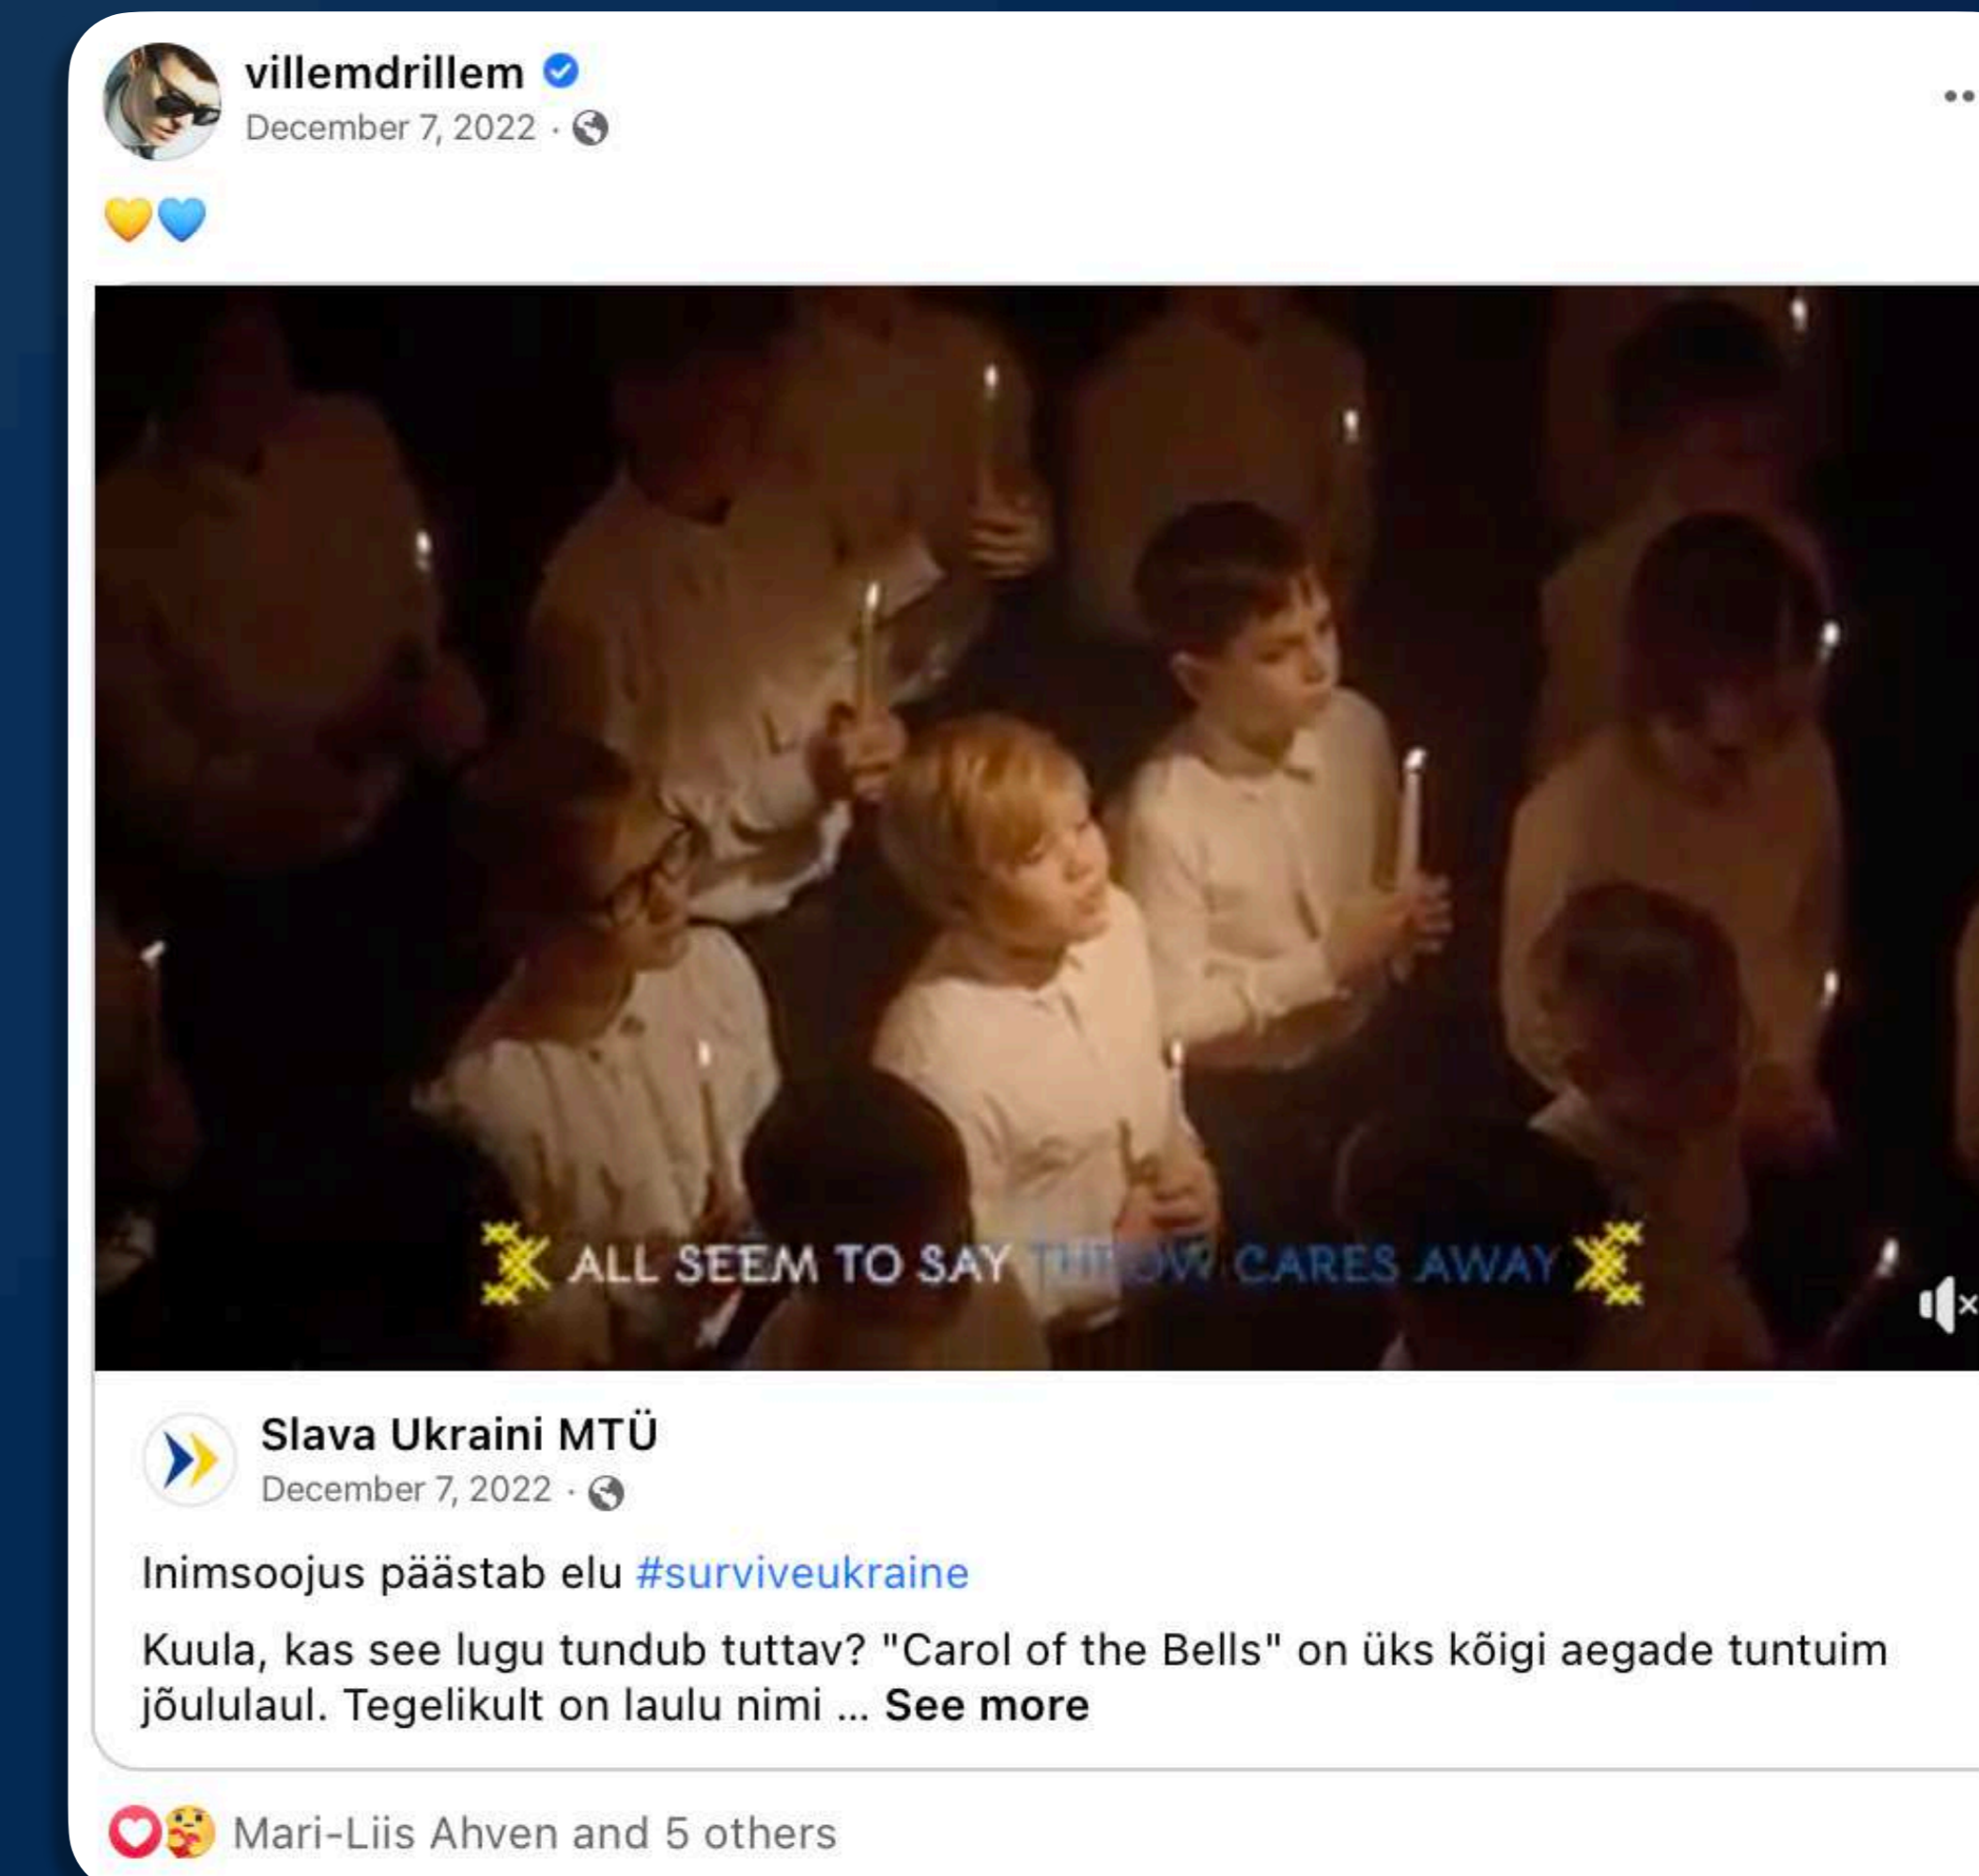 villemdrillem
December 7, 2022 ·
💛💙
ALL SEEM TO SAY THROW CARES AWAY
Slava Ukraini MTÜ
December 7, 2022 ·
Inimsoojus päästab elu #surviveukraine
Kuula, kas see lugu tundub tuttav? "Carol of the Bells" on üks kõigi aegade tuntuim
jõululaul. Tegelikult on laulu nimi ... See more
Mari-Liis Ahven and 5 others